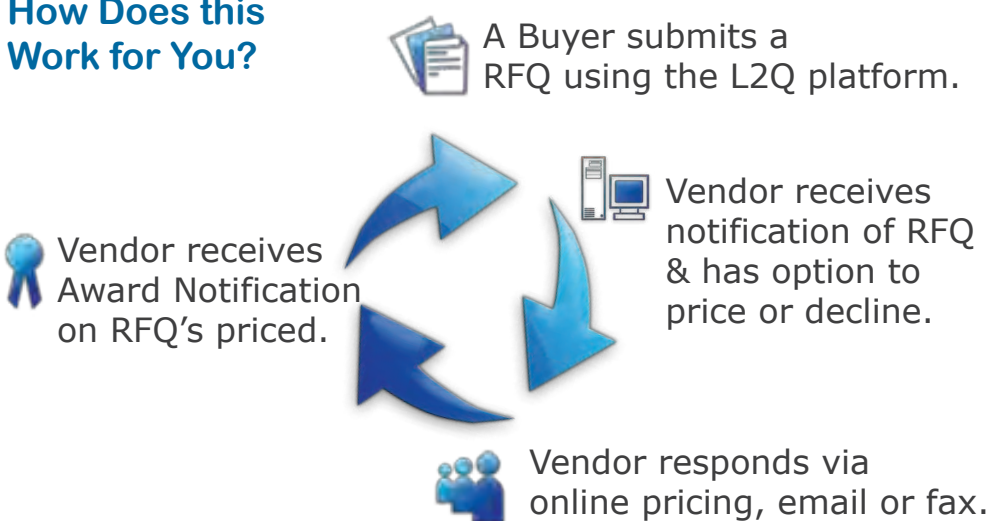 How Does this
Work for You?
A Buyer submits a
RFQ using the L2Q platform.
Vendor receives
notification of RFQ
& has option to
price or decline.
Vendor responds via
online pricing, email or fax.
Vendor receives
Award Notification
on RFQ’s priced.